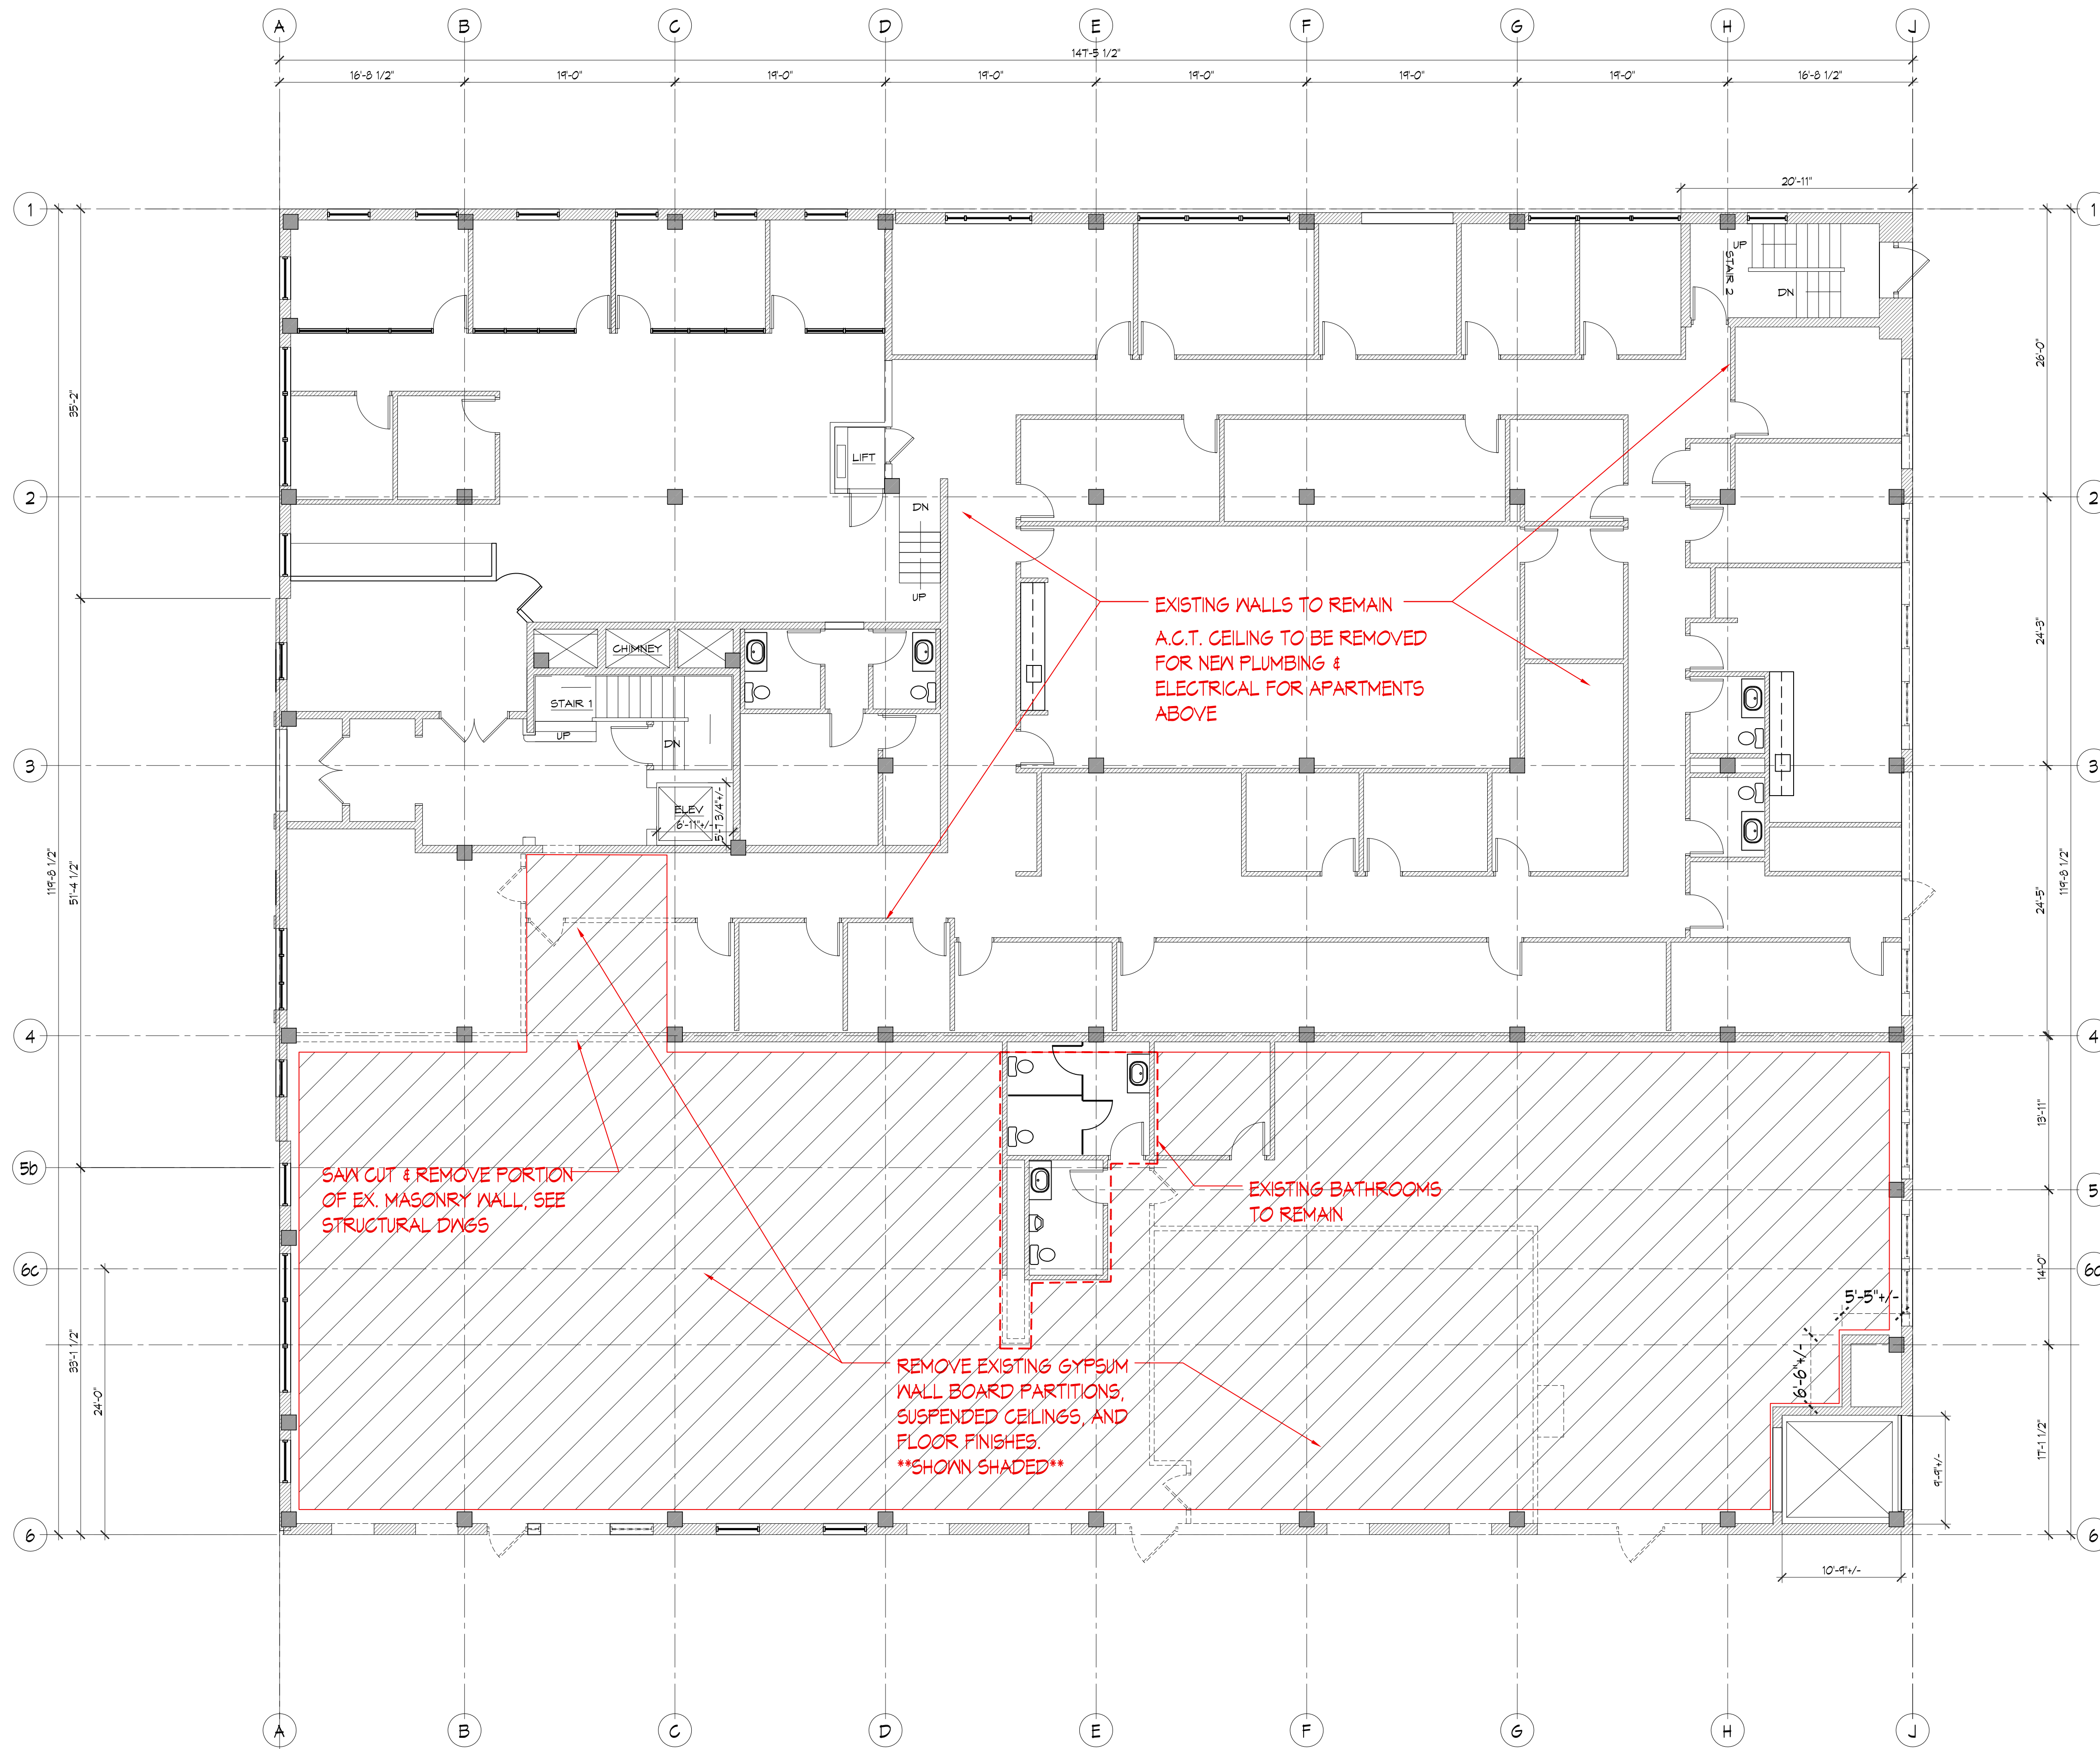 A B C D E F G H J
147'-5 1/2"
16'-8 1/2" 19'-0" 19'-0" 19'-0" 19'-0" 19'-0" 19'-0" 16'-8 1/2"
20'-11"
1 1
UP
STAIR 2
DN
26'-0"
35'-2"
LIFT
2 2
DN
UP
EXISTING WALLS TO REMAIN
A.C.T. CEILING TO BE REMOVED
FOR NEW PLUMBING &
ELECTRICAL FOR APARTMENTS
ABOVE
24'-3"
CHIMNEY
STAIR 1
UP
DN
3 3
ELEV
6'-11"+/-
5'-7 3/4"+/-
119'-8 1/2"
51'-4 1/2"
24'-5"
119'-8 1/2"
4 4
13'-11"
5b
SAW CUT & REMOVE PORTION
OF EX. MASONRY WALL, SEE
STRUCTURAL DWGS
EXISTING BATHROOMS
TO REMAIN
5
6c 6c
14'-0"
5'-5"+/-
33'-1 1/2"
24'-0"
6'-6"+/-
REMOVE EXISTING GYPSUM
WALL BOARD PARTITIONS,
SUSPENDED CEILINGS, AND
FLOOR FINISHES.
**SHOWN SHADED**
17'-1 1/2"
9'-9"+/-
6 6
10'-9"+/-
A B C D E F G H J